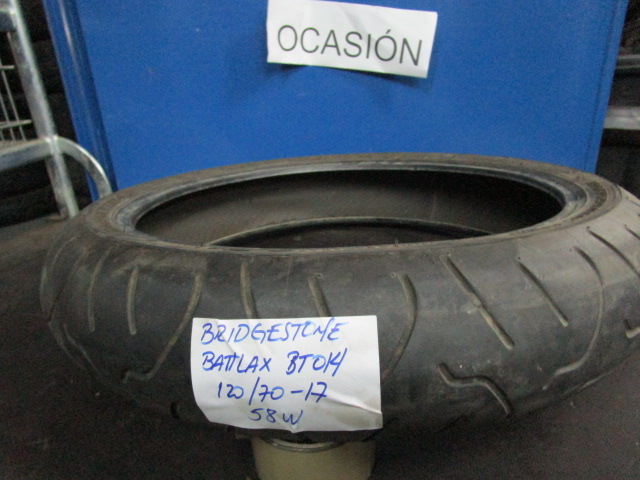 OCASIÓN
BRIDGESTONE
BATTLAX BT014
120/70-17
58W